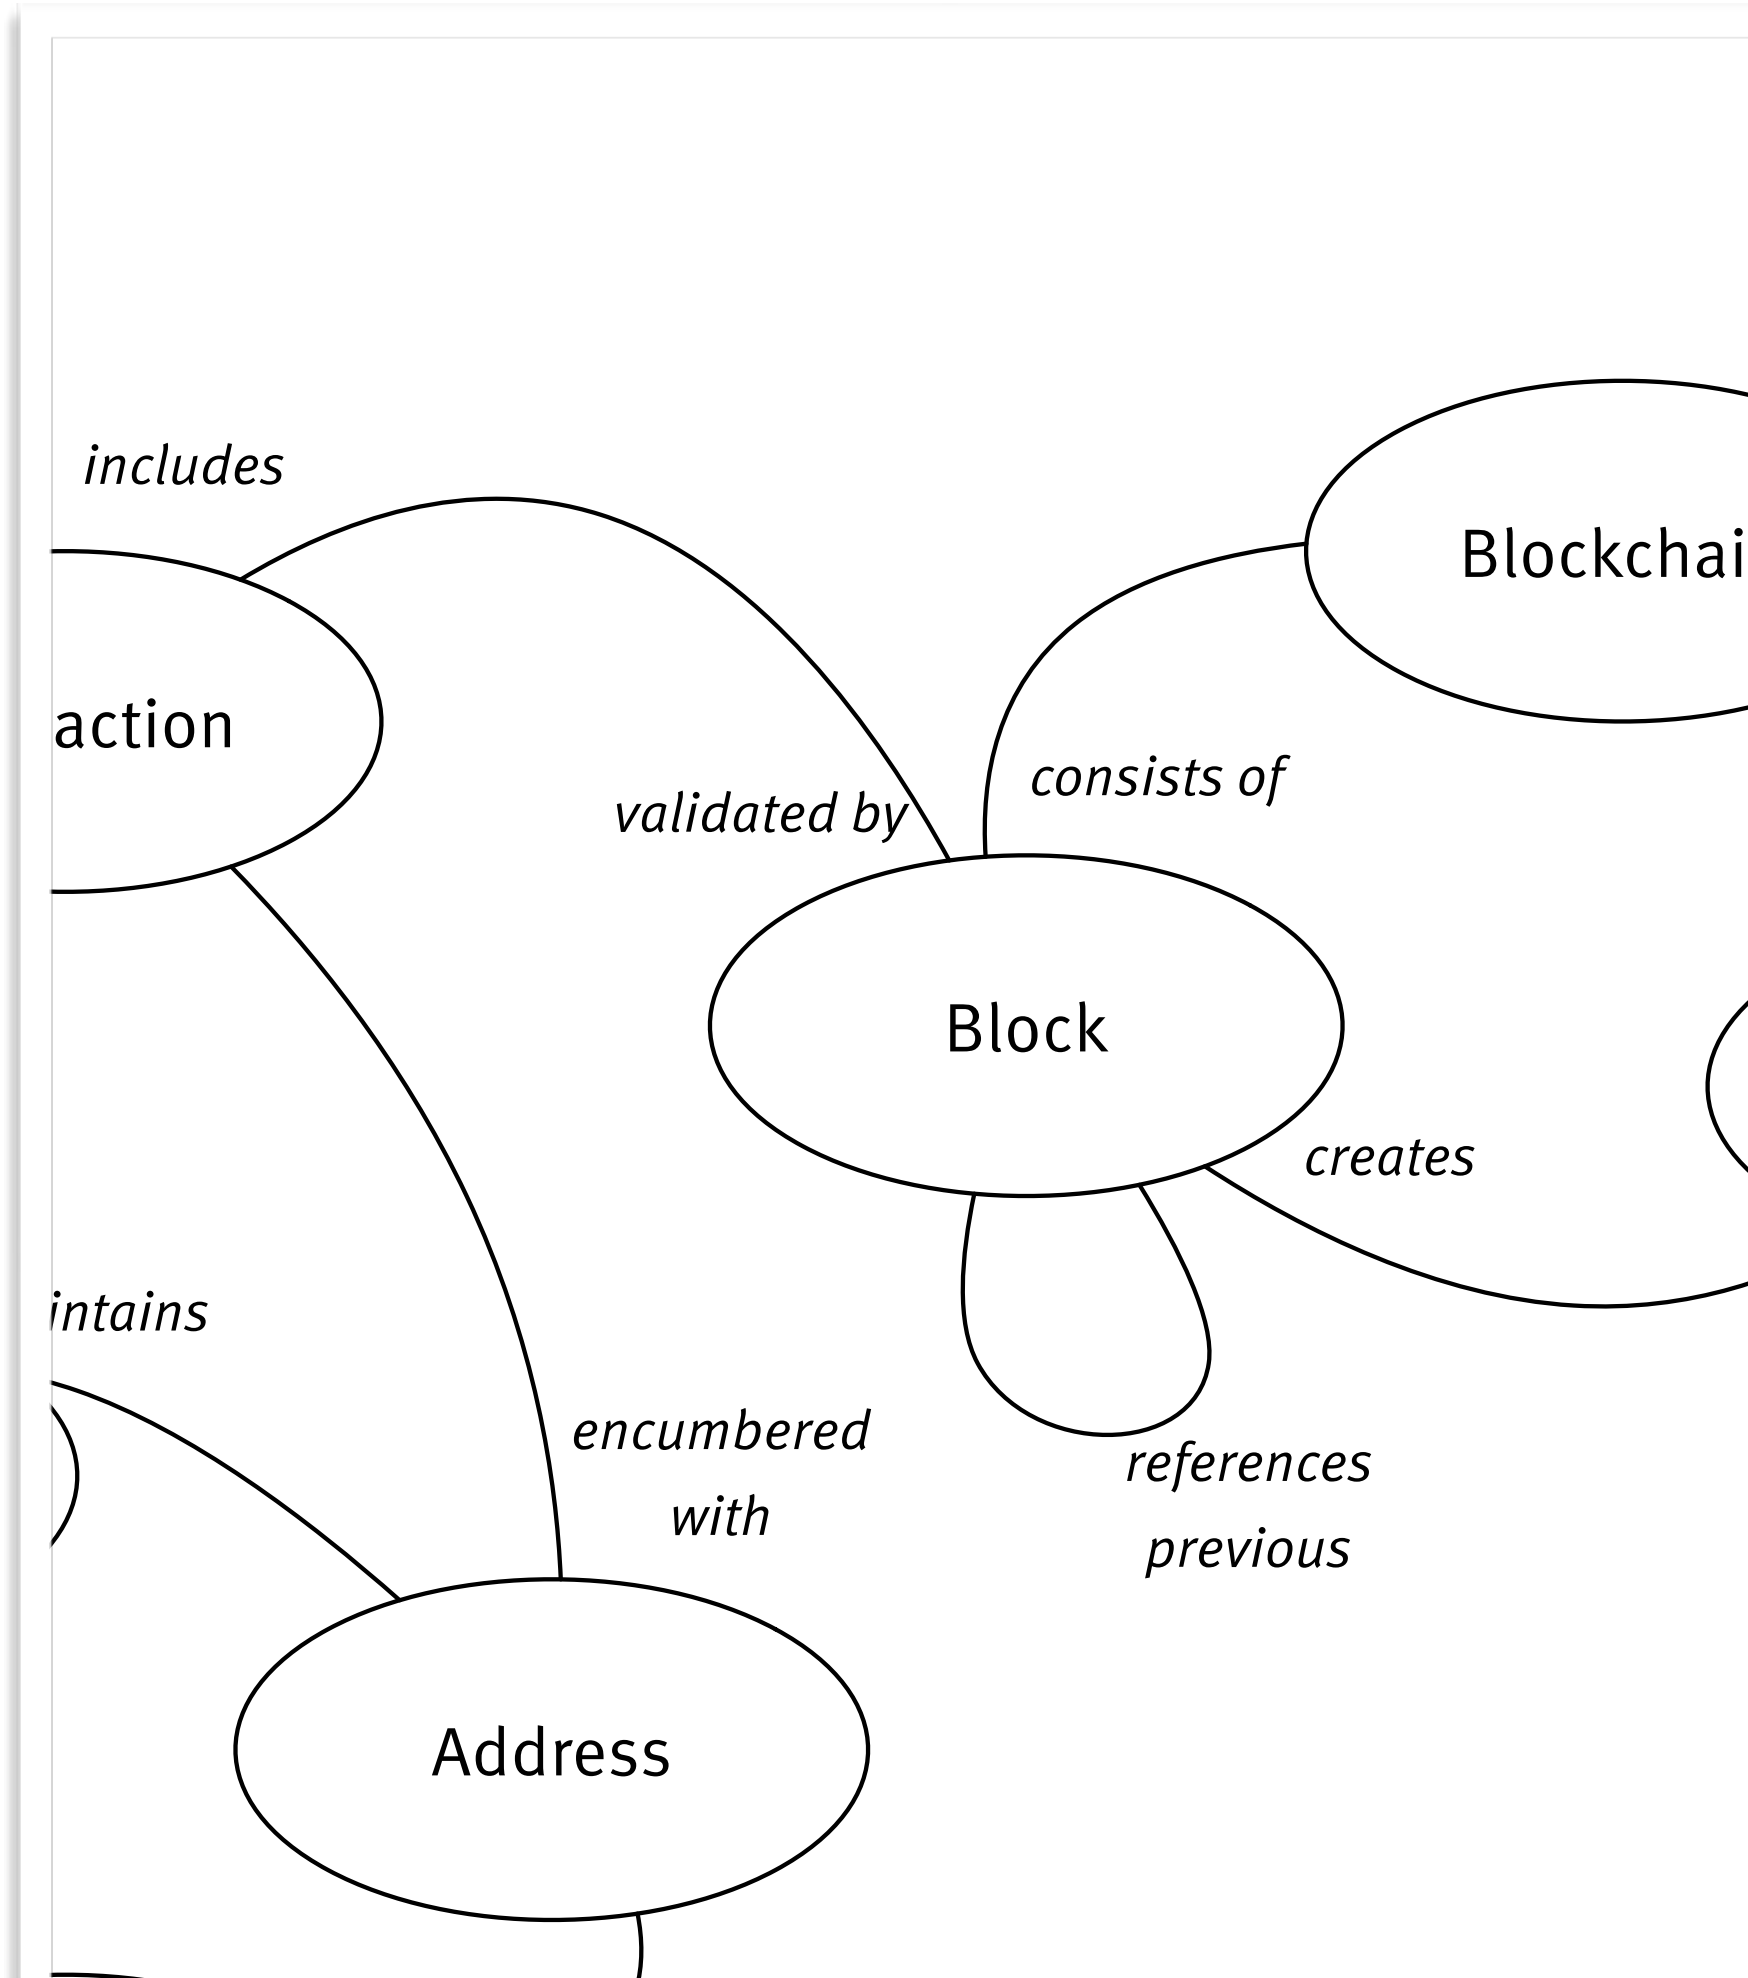 includes
Blockchai
action
consists of
validated by
Block
creates
intains
encumbered
with
references
previous
Address